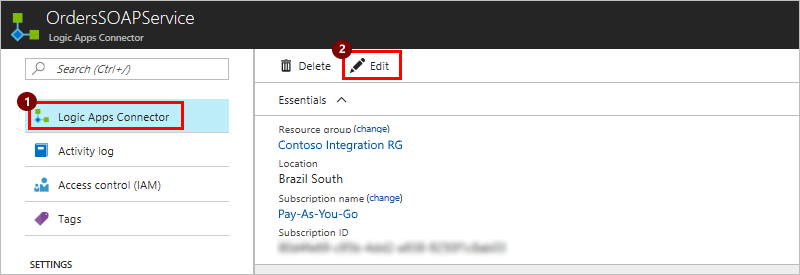 OrdersSOAPService
Logic Apps Connector
Search (Ctrl+/)
1
Logic Apps Connector
Activity log
Access control (IAM)
Tags
SETTINGS
2
Delete
Edit
Essentials
Resource group (change)
Contoso Integration RG
Location
Brazil South
Subscription name (change)
Pay-As-You-Go
Subscription ID